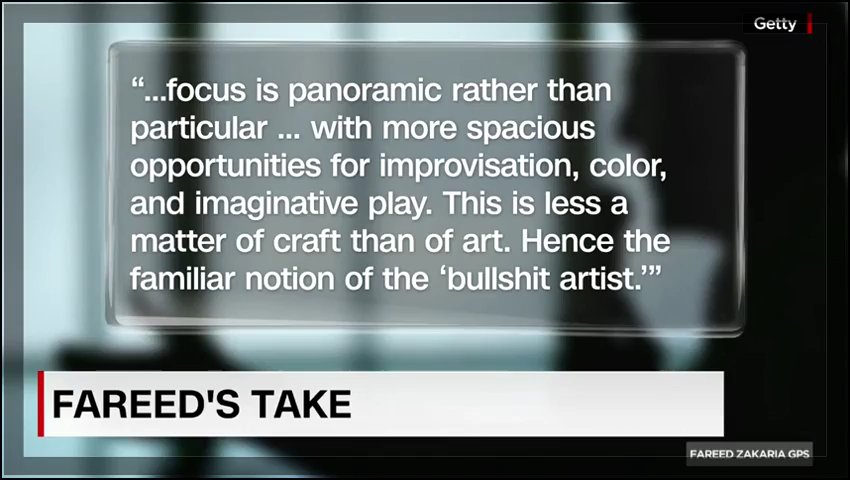 Getty
“...focus is panoramic rather than
particular ... with more spacious
opportunities for improvisation, color,
and imaginative play. This is less a
matter of craft than of art. Hence the
familiar notion of the ‘bullshit artist.’”
FAREED'S TAKE
FAREED ZAKARIA GPS